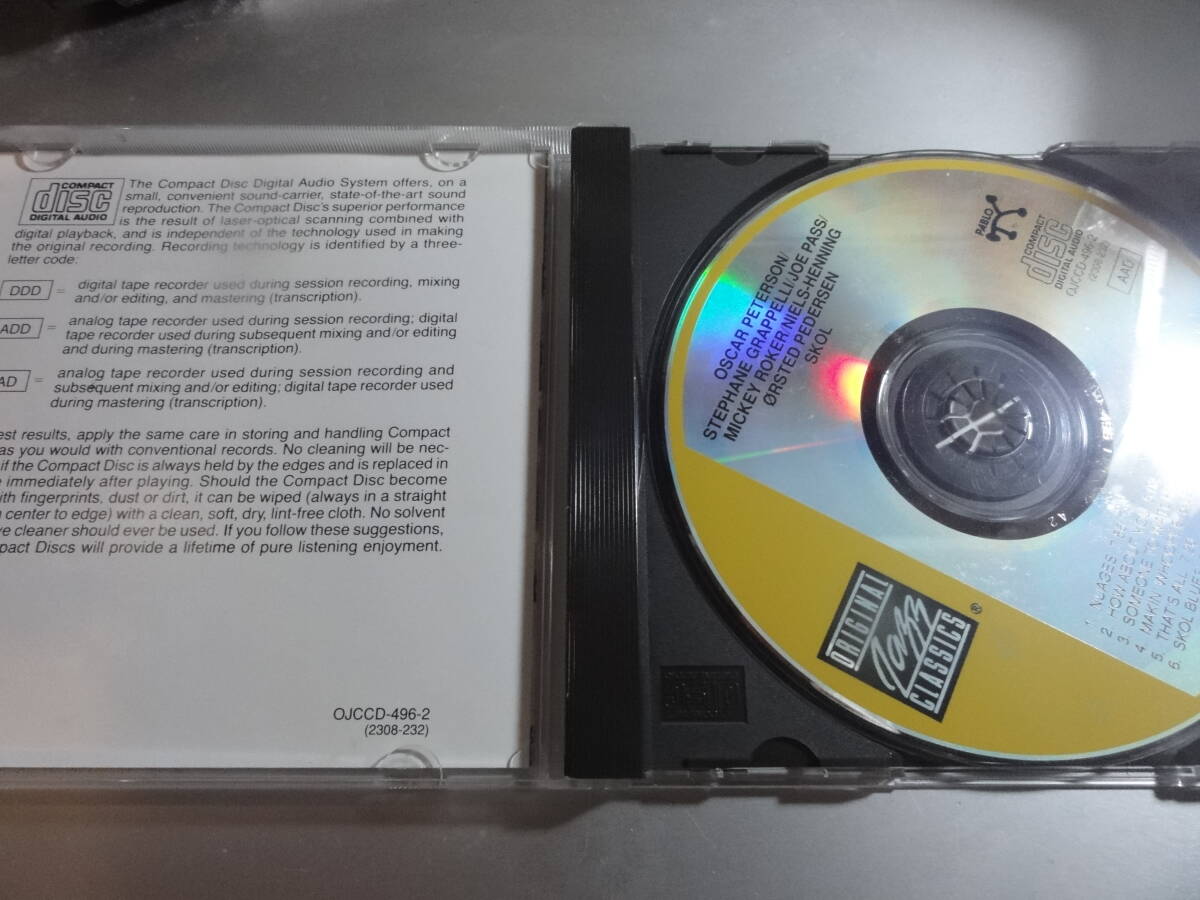 COMPACT
disc
DIGITAL AUDIO
The Compact Disc Digital Audio System offers, on a
small, convenient sound-carrier, state-of-the-art sound
reproduction. The Compact Disc's superior performance
is the result of laser-optical scanning combined with
digital playback, and is independent of the technology used in making
the original recording. Recording technology is identified by a three-
letter code:
DDD = digital tape recorder used during session recording, mixing
and/or editing, and mastering (transcription).
ADD = analog tape recorder used during session recording; digital
tape recorder used during subsequent mixing and/or editing
and during mastering (transcription).
AD = analog tape recorder used during session recording and
subsequent mixing and/or editing; digital tape recorder used
during mastering (transcription).
est results, apply the same care in storing and handling Compact
as you would with conventional records. No cleaning will be nec-
if the Compact Disc is always held by the edges and is replaced in
immediately after playing. Should the Compact Disc become
ith fingerprints, dust or dirt, it can be wiped (always in a straight
center to edge) with a clean, soft, dry, lint-free cloth. No solvent
ve cleaner should ever be used. If you follow these suggestions,
pact Discs will provide a lifetime of pure listening enjoyment.
OJCCD-496-2
(2308-232)
PABLO
COMPACT
disc
DIGITAL AUDIO
OJCCD-496-2
(2308-232)
AAD
OSCAR PETERSON/
STEPHANE GRAPPELLI/JOE PASS/
MICKEY ROKER/NIELS-HENNING
ØRSTED PEDERSEN
SKOL
ORIGINAL
Jazz
CLASSICS
®
1. NUAGES
2. HOW ABOUT
3. SOMEONE TO
4. MAKIN' WHOOPEE
5. THAT'S ALL
6. SKOL BLUES